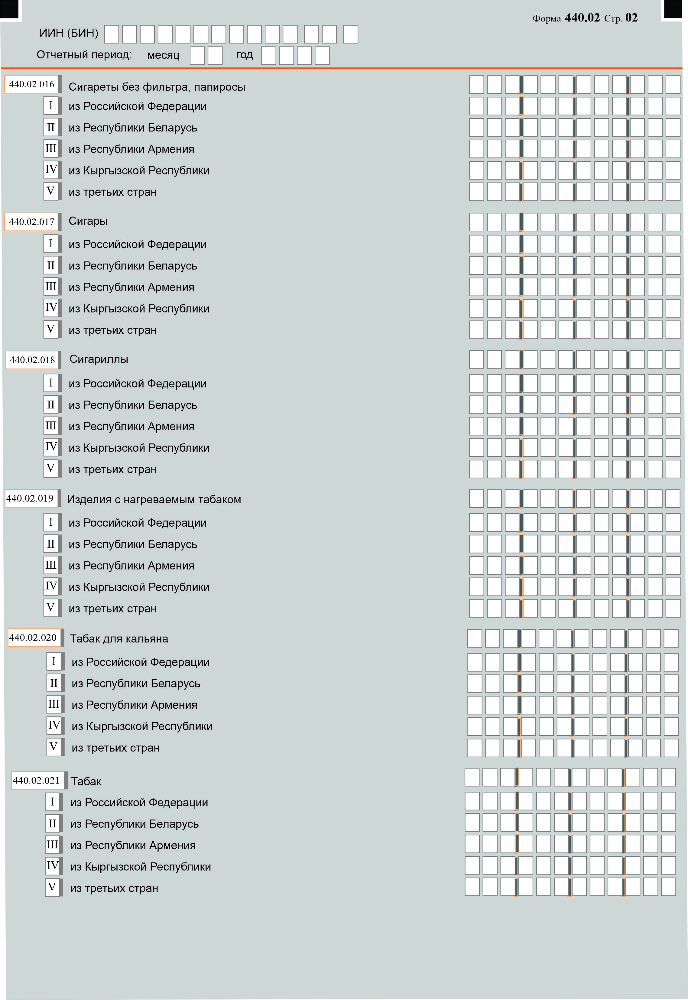 Форма 440.02 Стр. 02
ИИН (БИН)
Отчетный период: месяц год
440.02.016 Сигареты без фильтра, папиросы
I из Российской Федерации
II из Республики Беларусь
III из Республики Армения
IV из Кыргызской Республики
V из третьих стран
440.02.017 Сигары
I из Российской Федерации
II из Республики Беларусь
III из Республики Армения
IV из Кыргызской Республики
V из третьих стран
440.02.018 Сигариллы
I из Российской Федерации
II из Республики Беларусь
III из Республики Армения
IV из Кыргызской Республики
V из третьих стран
440.02.019 Изделия с нагреваемым табаком
I из Российской Федерации
II из Республики Беларусь
III из Республики Армения
IV из Кыргызской Республики
V из третьих стран
440.02.020 Табак для кальяна
I из Российской Федерации
II из Республики Беларусь
III из Республики Армения
IV из Кыргызской Республики
V из третьих стран
440.02.021 Табак
I из Российской Федерации
II из Республики Беларусь
III из Республики Армения
IV из Кыргызской Республики
V из третьих стран